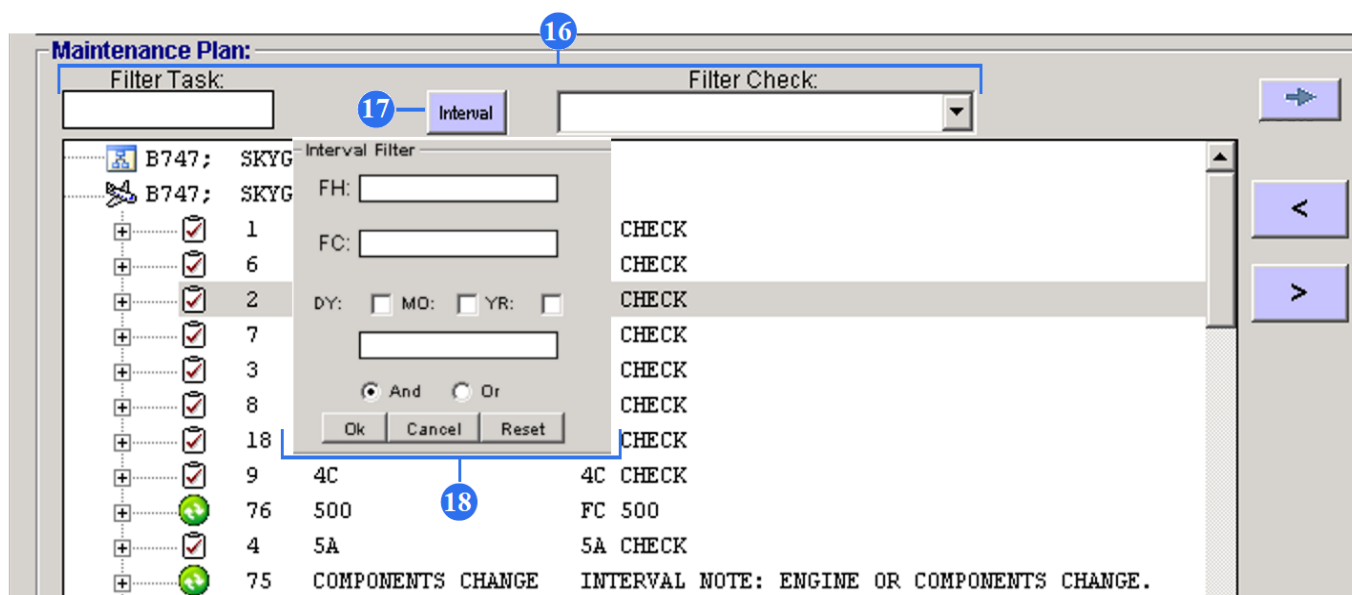 16
Maintenance Plan:
Filter Task:
Filter Check:
17
Interval
B747; SKYG
Interval Filter
B747; SKYG
FH:
<
1 CHECK
FC:
6 CHECK
2 CHECK
DY: MO: YR:
>
7 CHECK
3 CHECK
And Or
8 CHECK
Ok Cancel Reset
18 CHECK
9 4C 4C CHECK
18
76 500 FC 500
4 5A 5A CHECK
75 COMPONENTS CHANGE INTERVAL NOTE: ENGINE OR COMPONENTS CHANGE.